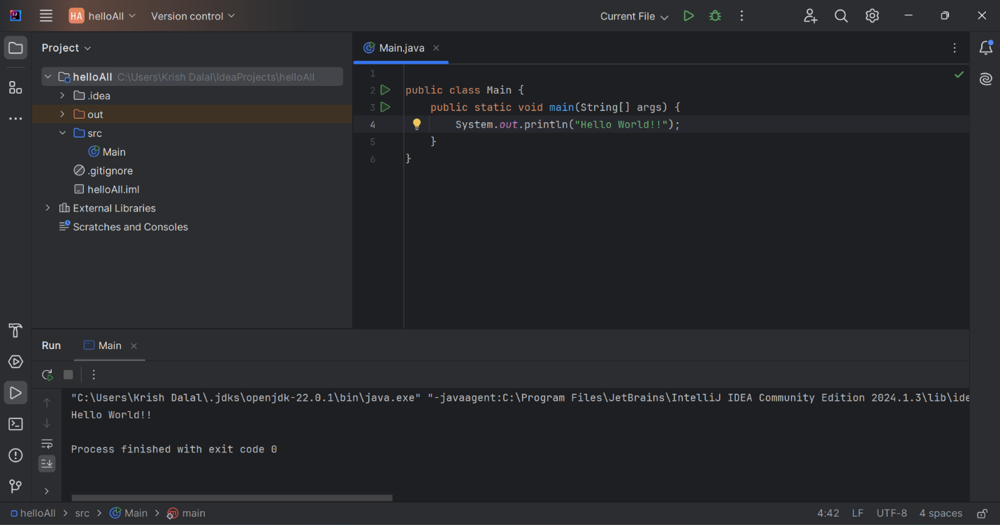 HA helloAll Version control Current File
Project
Main.java
helloAll C:\Users\Krish Dalal\IdeaProjects\helloAll
.idea
out
src
Main
.gitignore
helloAll.iml
External Libraries
Scratches and Consoles
1
2 public class Main {
3 public static void main(String[] args) {
4 System.out.println("Hello World!!");
5 }
6 }
Run Main
"C:\Users\Krish Dalal\.jdks\openjdk-22.0.1\bin\java.exe" "-javaagent:C:\Program Files\JetBrains\IntelliJ IDEA Community Edition 2024.1.3\lib\ide
Hello World!!
Process finished with exit code 0
helloAll > src > Main > main 4:42 LF UTF-8 4 spaces